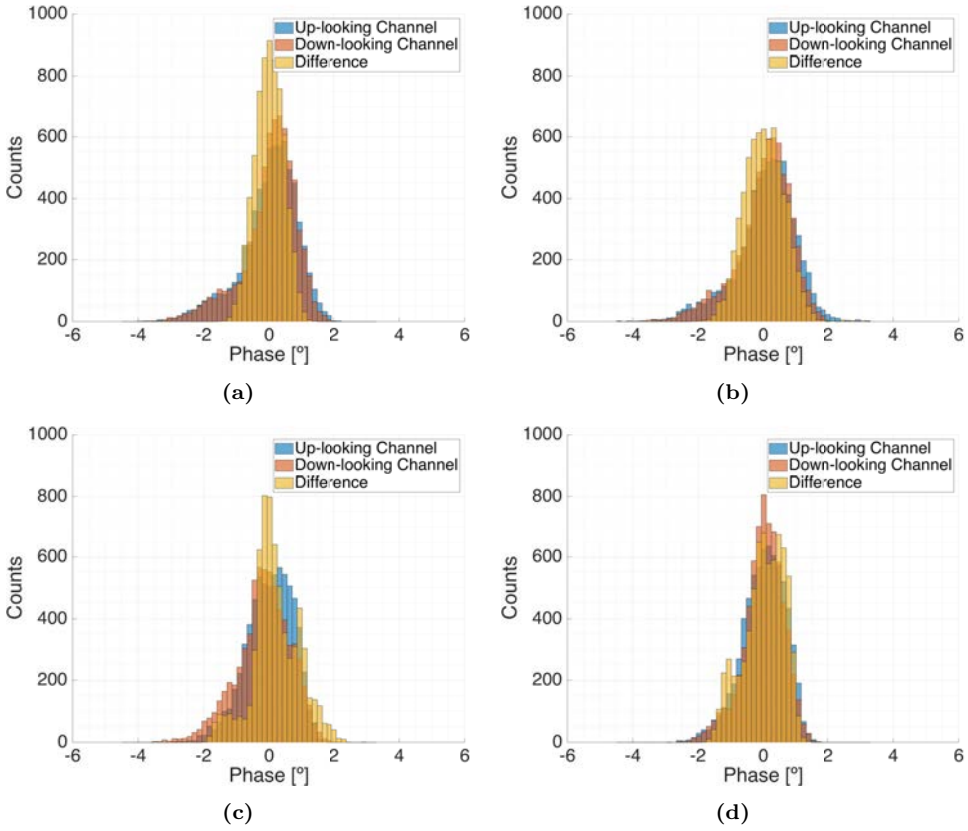 1000
800
600
400
200
0
Counts
-6 -4 -2 0 2 4 6
Phase [º]
Up-looking Channel
Down-looking Channel
Difference
(a)
1000
800
600
400
200
0
Counts
-6 -4 -2 0 2 4 6
Phase [º]
Up-looking Channel
Down-looking Channel
Difference
(b)
1000
800
600
400
200
0
Counts
-6 -4 -2 0 2 4 6
Phase [º]
Up-looking Channel
Down-looking Channel
Difference
(c)
1000
800
600
400
200
0
Counts
-6 -4 -2 0 2 4 6
Phase [º]
Up-looking Channel
Down-looking Channel
Difference
(d)